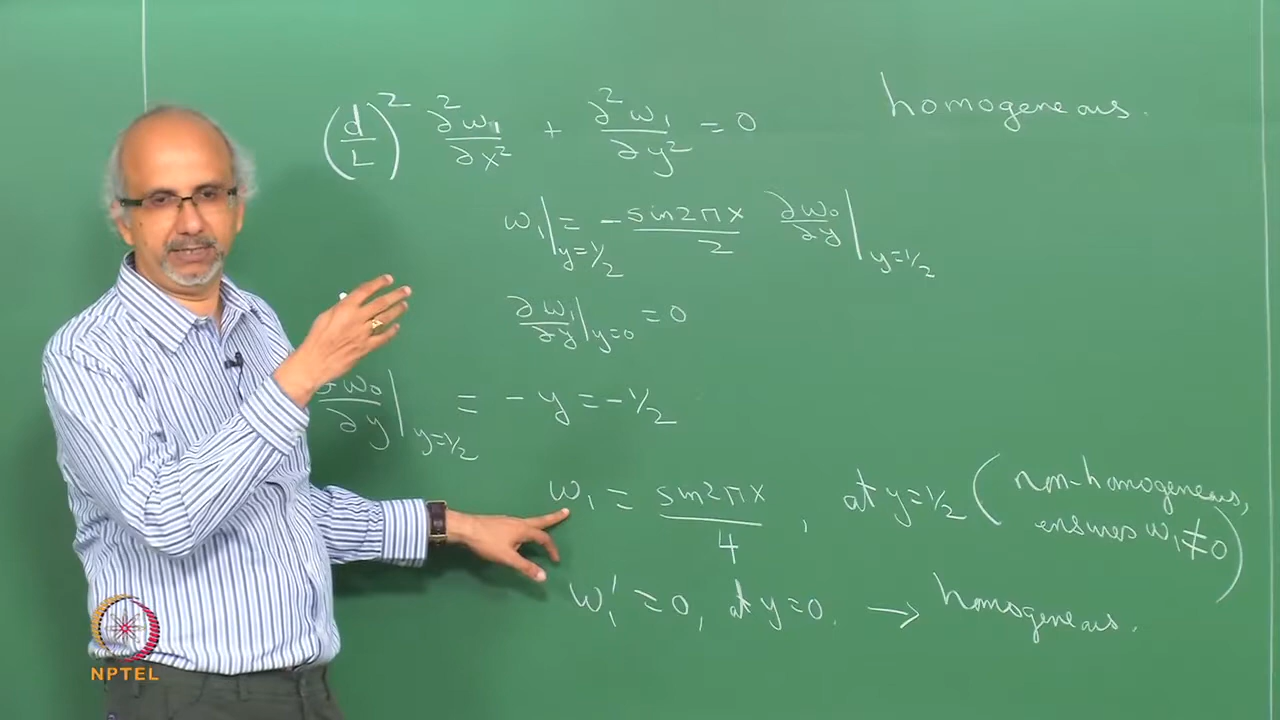 (d/L)² ∂²w₁/∂x² + ∂²w₁/∂y² = 0 homogeneous.
w₁|y=1/2 = - sin2πx/2 ∂w₀/∂y|y=1/2
∂w₁/∂y|y=0 = 0
∂w₀/∂y|y=1/2 = - y = - 1/2
w₁ = sin2πx/4 , at y=1/2 (non-homogeneous,
ensures w₁≠0)
w₁' = 0, at y=0. → homogeneous.
NPTEL